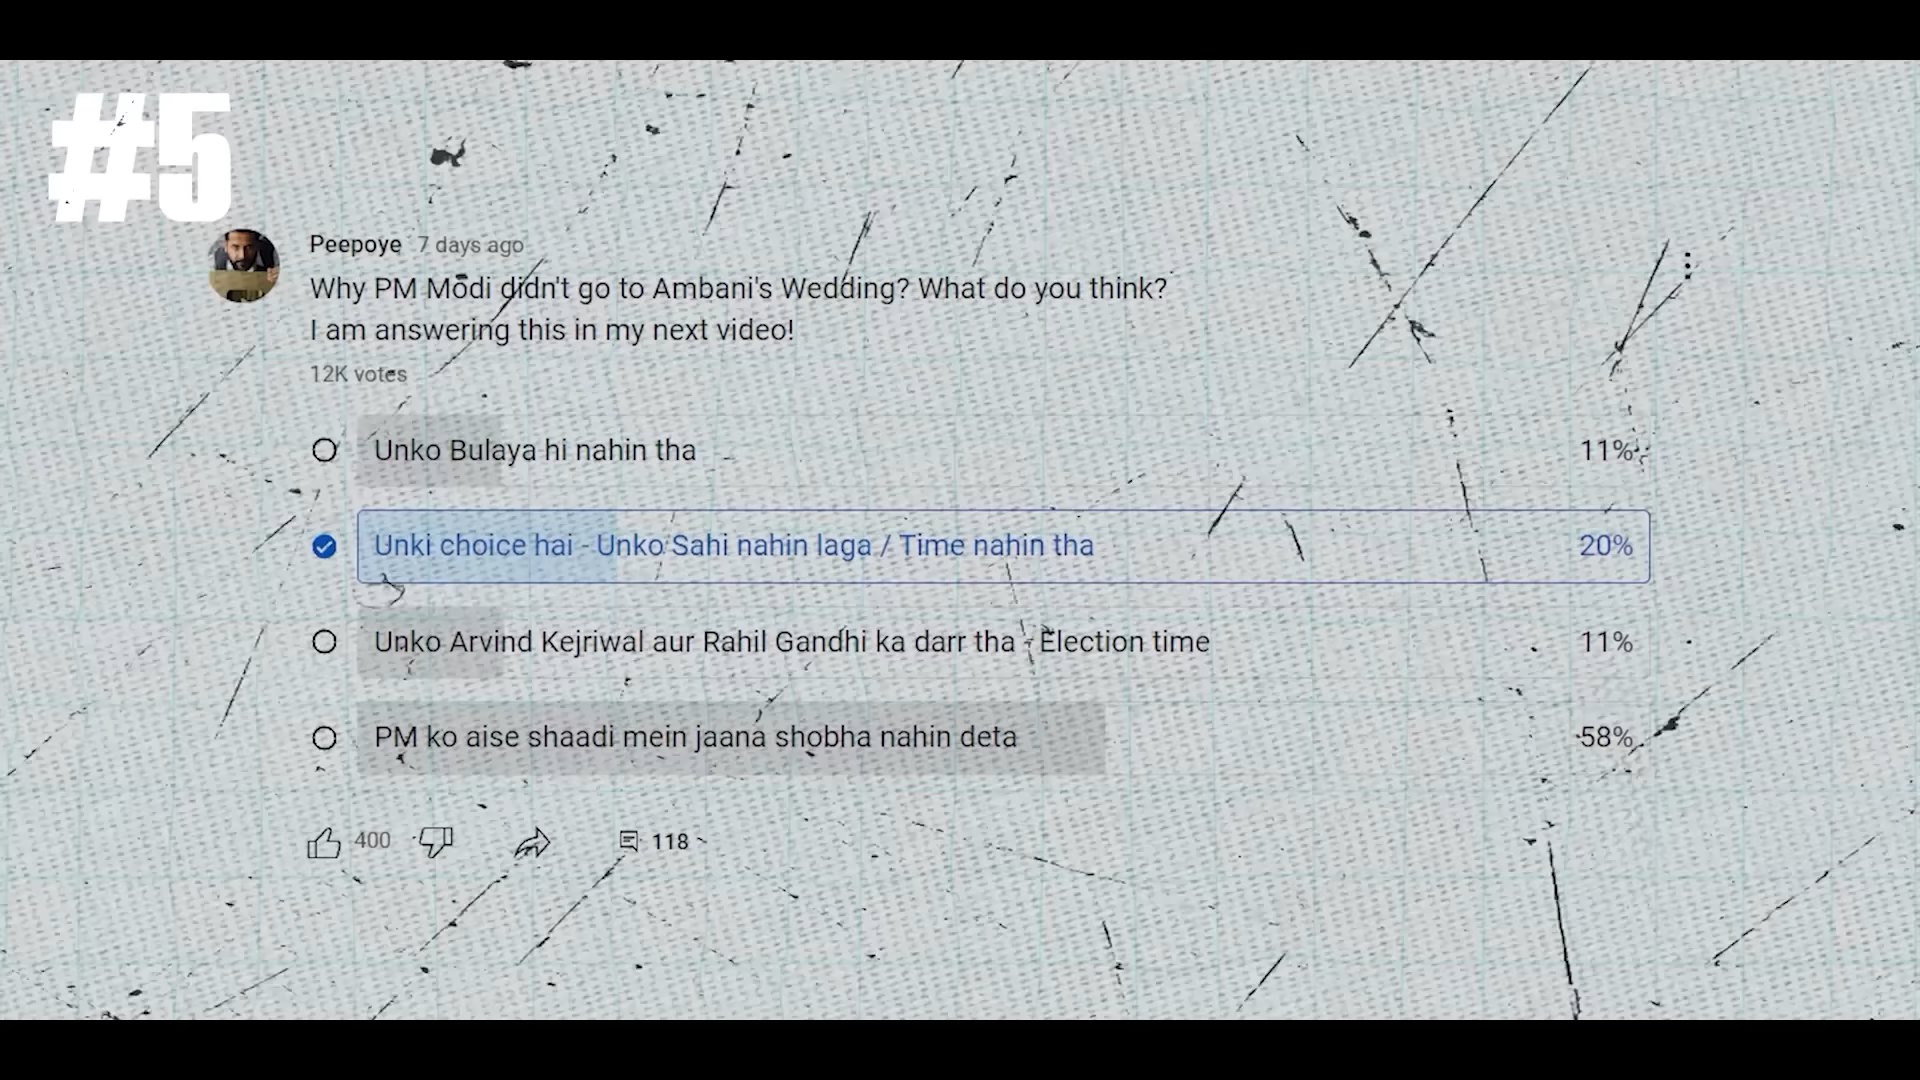 #5
Peepoye 7 days ago
Why PM Modi didn't go to Ambani's Wedding? What do you think?
I am answering this in my next video!
12K votes
Unko Bulaya hi nahin tha 11%
Unki choice hai - Unko Sahi nahin laga / Time nahin tha 20%
Unko Arvind Kejriwal aur Rahil Gandhi ka darr tha - Election time 11%
PM ko aise shaadi mein jaana shobha nahin deta 58%
400 118